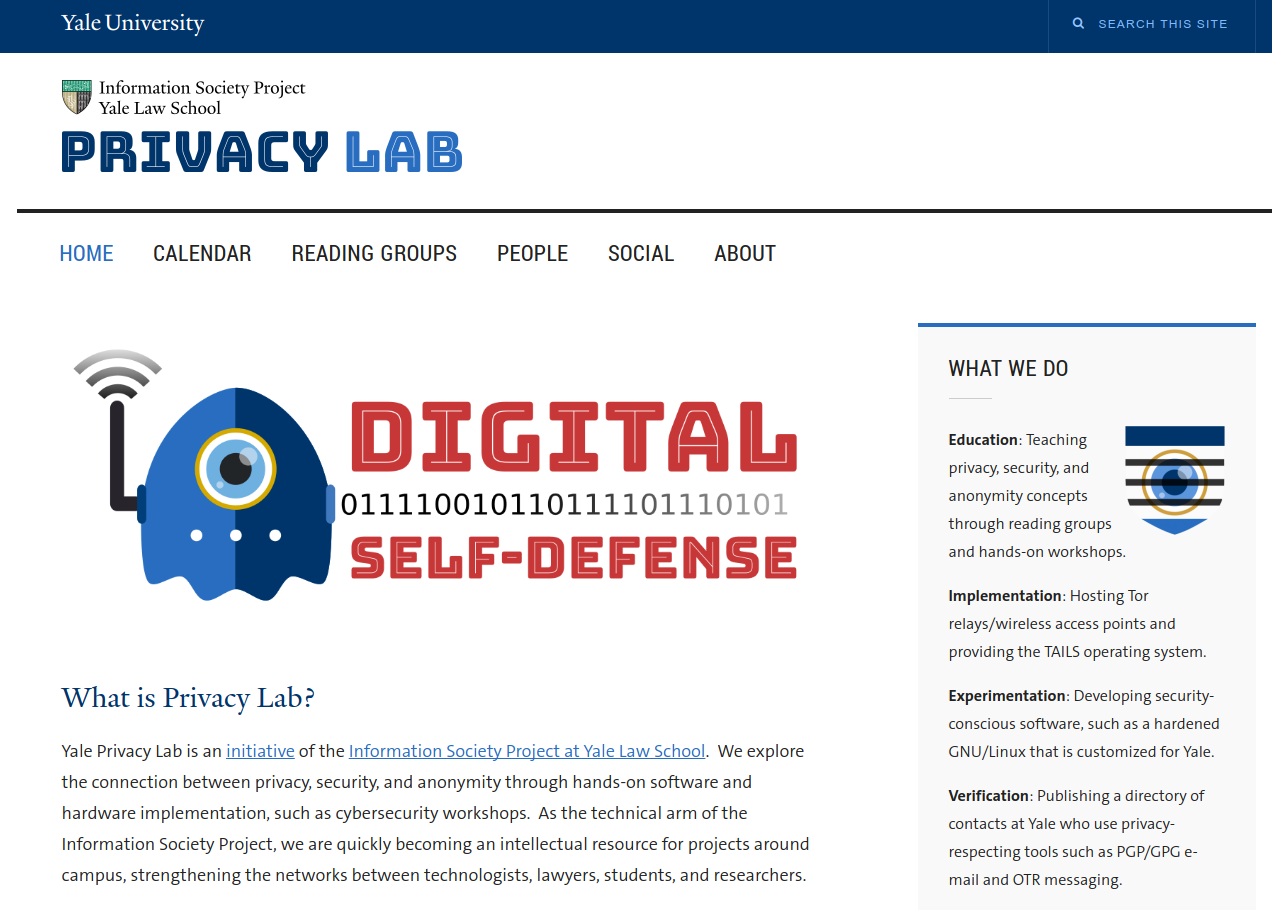 Yale University
SEARCH THIS SITE
Information Society Project
Yale Law School
PRIVACY LAB
HOME CALENDAR READING GROUPS PEOPLE SOCIAL ABOUT
DIGITAL
0111100101101111101110101
SELF-DEFENSE
What is Privacy Lab?
Yale Privacy Lab is an initiative of the Information Society Project at Yale Law School.  We explore
the connection between privacy, security, and anonymity through hands-on software and
hardware implementation, such as cybersecurity workshops.  As the technical arm of the
Information Society Project, we are quickly becoming an intellectual resource for projects around
campus, strengthening the networks between technologists, lawyers, students, and researchers.
WHAT WE DO
Education: Teaching
privacy, security, and
anonymity concepts
through reading groups
and hands-on workshops.
Implementation: Hosting Tor
relays/wireless access points and
providing the TAILS operating system.
Experimentation: Developing security-
conscious software, such as a hardened
GNU/Linux that is customized for Yale.
Verification: Publishing a directory of
contacts at Yale who use privacy-
respecting tools such as PGP/GPG e-
mail and OTR messaging.